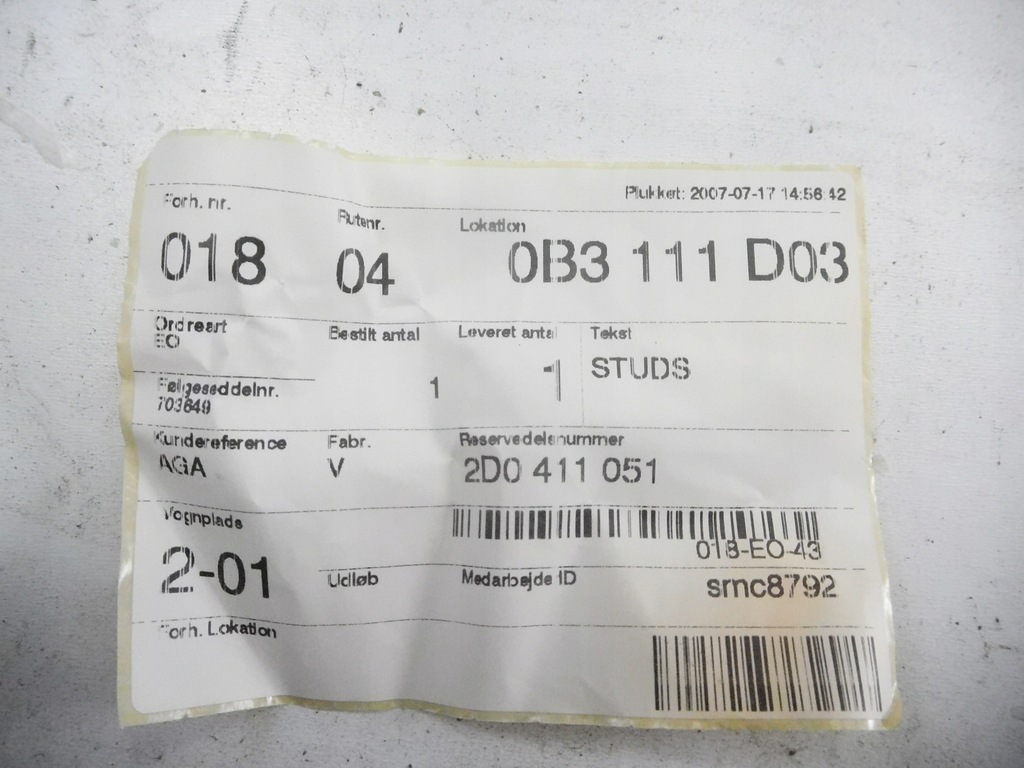 Plukket: 2007-07-17 14:56:42
Forh. nr. Rutenr. Lokation
018 04 0B3 111 D03
Ordreart Bestilt antal Leveret antal Tekst
EO 1 1 STUDS
Følgeseddelnr.
703649
Kundereference Fabr. Reservedelsnummer
AGA V 2D0 411 051
Vognplads
018-EO-43
2-01 Udløb Medarbejde ID srnc8792
Forh. Lokation